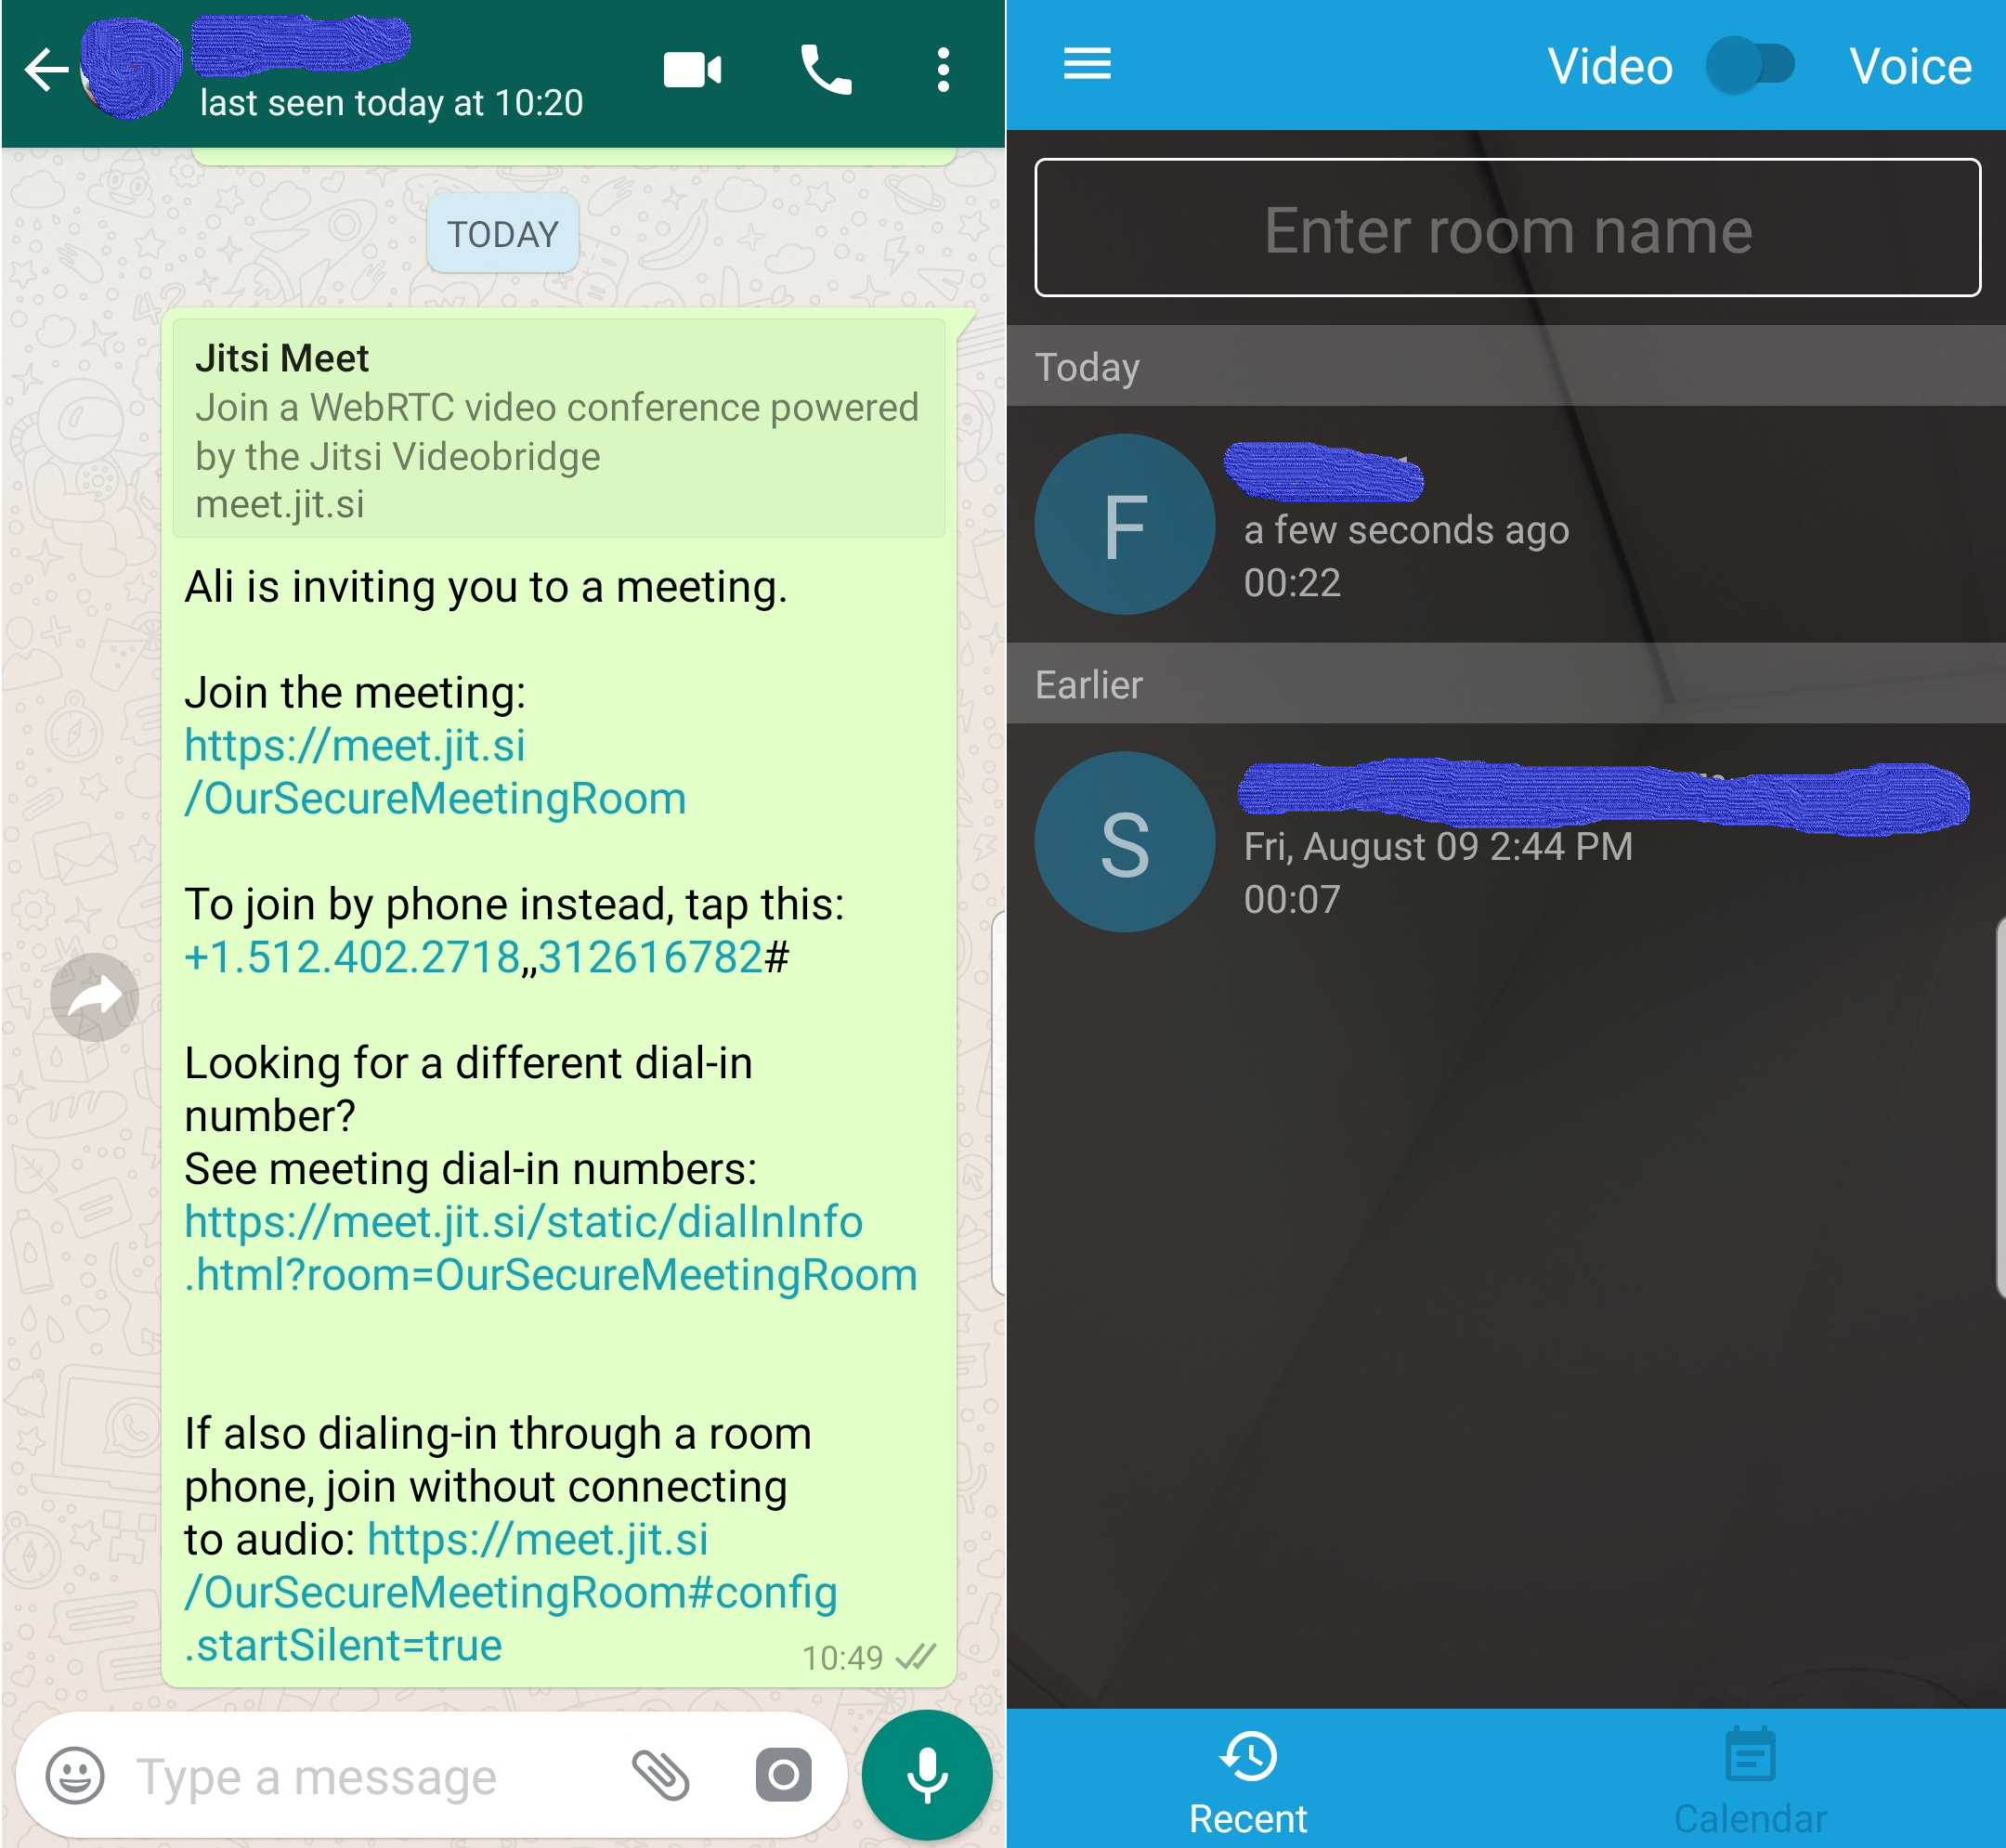 last seen today at 10:20
TODAY
Jitsi Meet
Join a WebRTC video conference powered
by the Jitsi Videobridge
meet.jit.si
Ali is inviting you to a meeting.
Join the meeting:
https://meet.jit.si
/OurSecureMeetingRoom
To join by phone instead, tap this:
+1.512.402.2718,,312616782#
Looking for a different dial-in
number?
See meeting dial-in numbers:
https://meet.jit.si/static/dialInInfo
.html?room=OurSecureMeetingRoom
If also dialing-in through a room
phone, join without connecting
to audio: https://meet.jit.si
/OurSecureMeetingRoom#config
.startSilent=true
10:49
Type a message
Video Voice
Enter room name
Today
F
a few seconds ago
00:22
Earlier
S
Fri, August 09 2:44 PM
00:07
Recent
Calendar